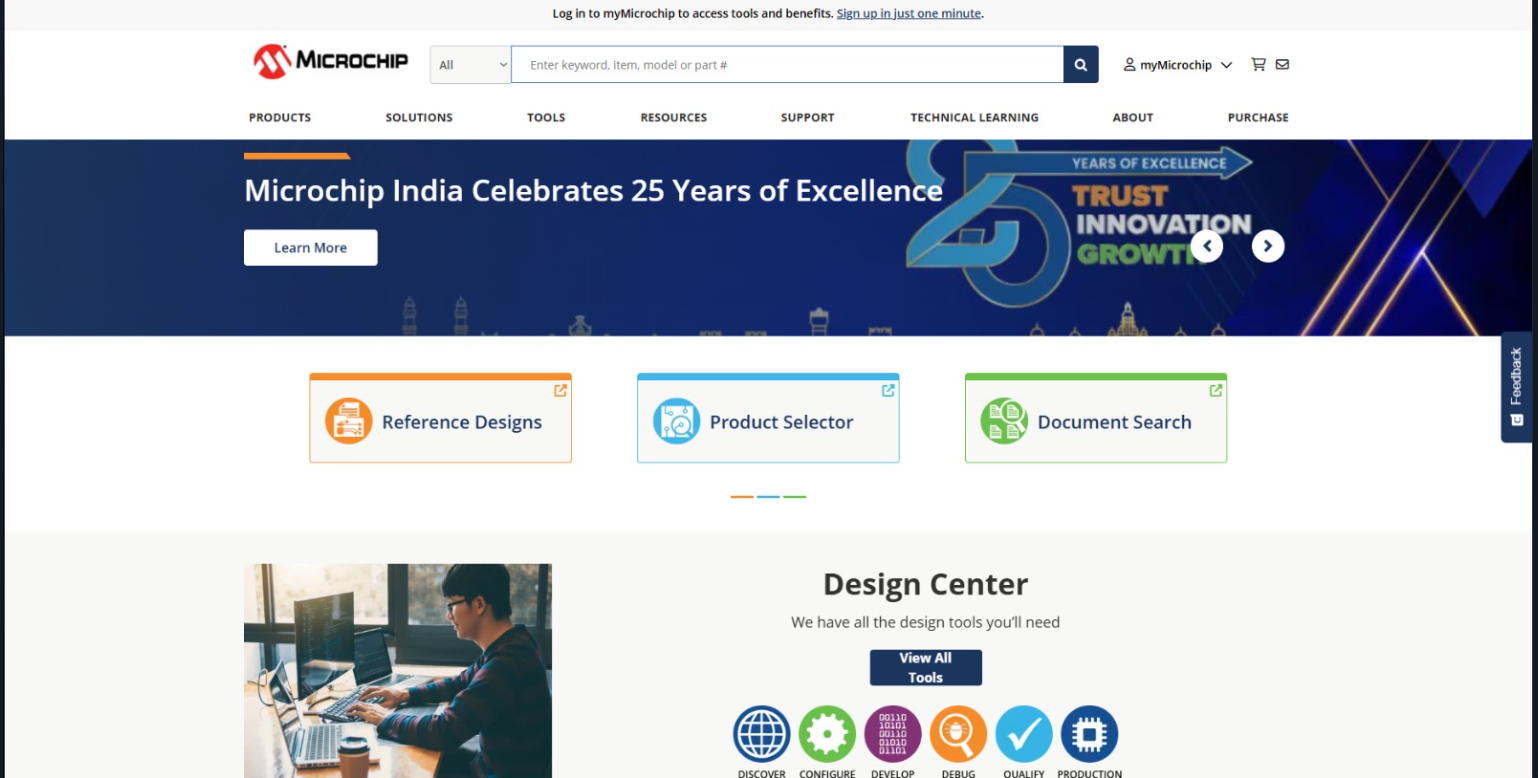 Log in to myMicrochip to access tools and benefits. Sign up in just one minute.
MICROCHIP
All
Enter keyword, item, model or part #
myMicrochip
PRODUCTS SOLUTIONS TOOLS RESOURCES SUPPORT TECHNICAL LEARNING ABOUT PURCHASE
Microchip India Celebrates 25 Years of Excellence
Learn More
25
YEARS OF EXCELLENCE
TRUST
INNOVATION
Feedback
Reference Designs
Product Selector
Document Search
Design Center
We have all the design tools you’ll need
View All
Tools
00110
10101
00110
01010
01101
DISCOVER CONFIGURE DEVELOP DEBUG QUALIFY PRODUCTION